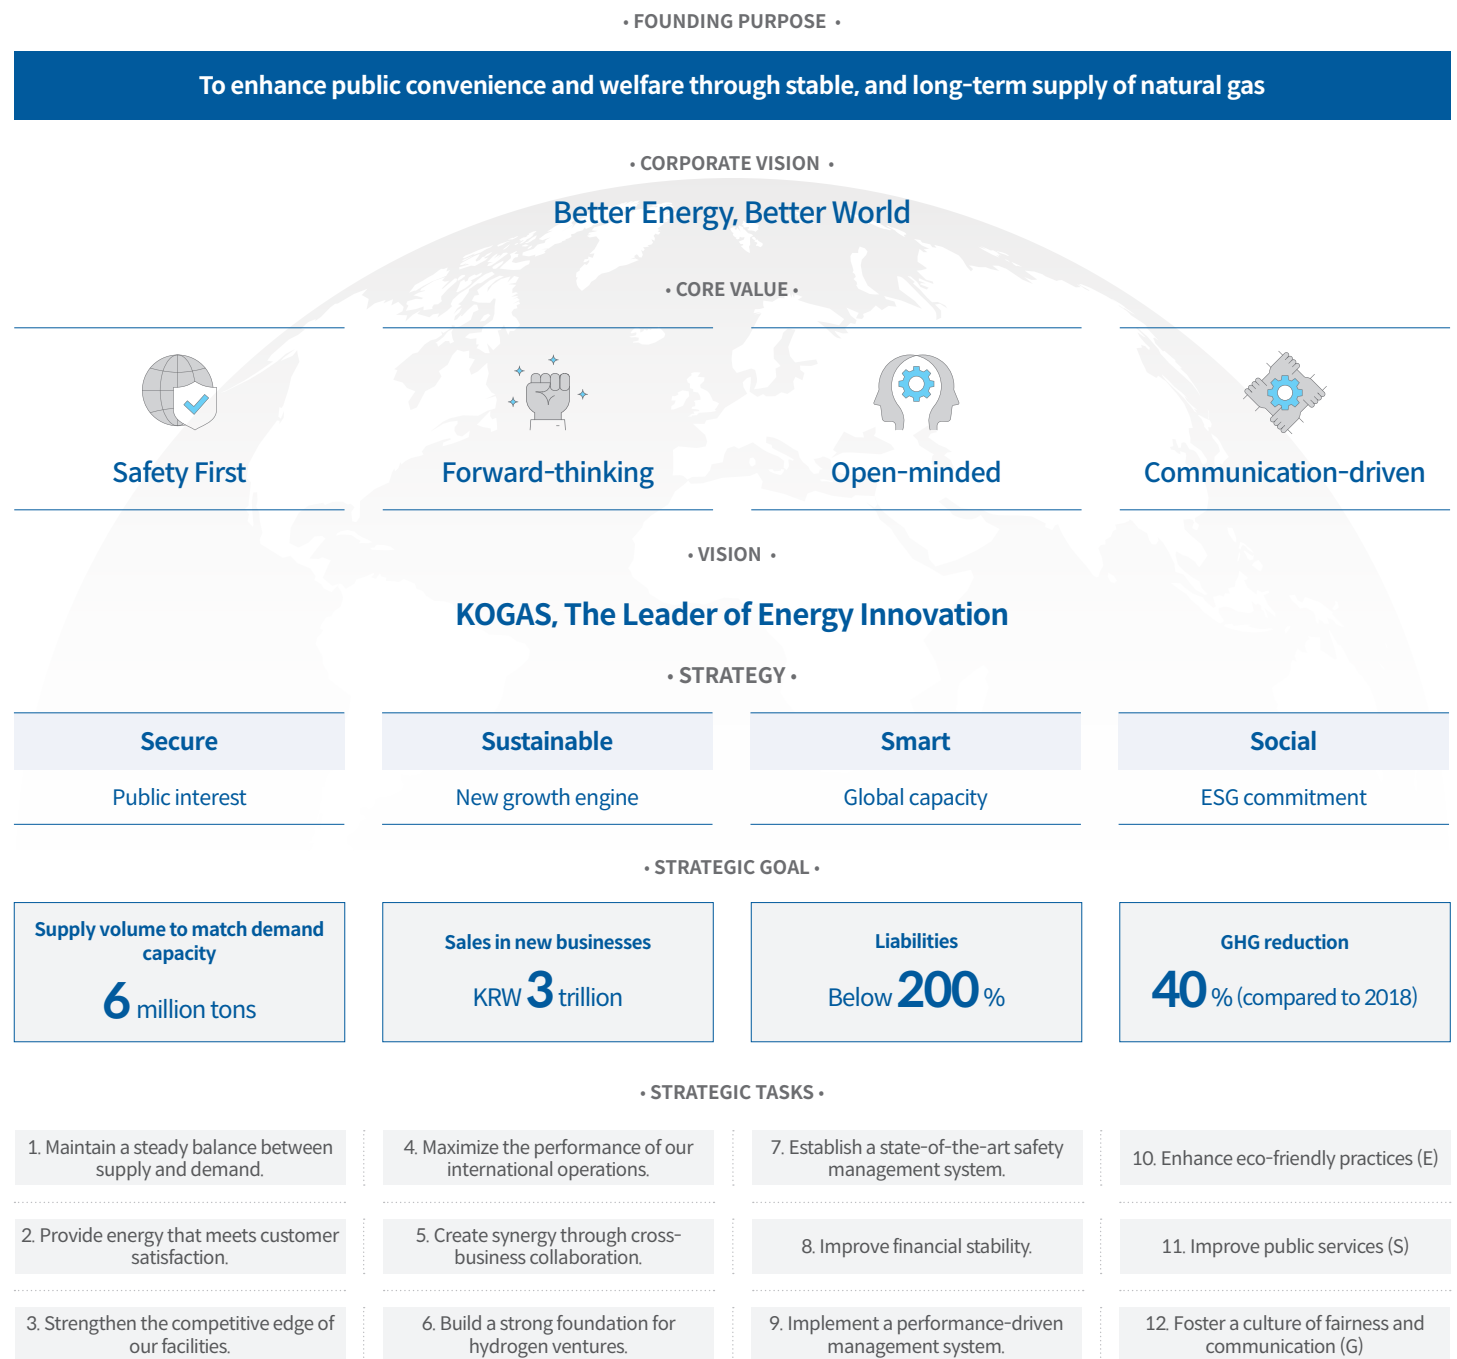 • FOUNDING PURPOSE •
To enhance public convenience and welfare through stable, and long-term supply of natural gas
• CORPORATE VISION •
Better Energy, Better World
• CORE VALUE •
Safety First
Forward-thinking
Open-minded
Communication-driven
• VISION •
KOGAS, The Leader of Energy Innovation
• STRATEGY •
Secure
Sustainable
Smart
Social
Public interest
New growth engine
Global capacity
ESG commitment
• STRATEGIC GOAL •
Supply volume to match demand
capacity
6 million tons
Sales in new businesses
KRW 3 trillion
Liabilities
Below 200 %
GHG reduction
40 % (compared to 2018)
• STRATEGIC TASKS •
1. Maintain a steady balance between
supply and demand.
4. Maximize the performance of our
international operations.
7. Establish a state-of-the-art safety
management system.
10. Enhance eco-friendly practices (E)
2. Provide energy that meets customer
satisfaction.
5. Create synergy through cross-
business collaboration.
8. Improve financial stability.
11. Improve public services (S)
3. Strengthen the competitive edge of
our facilities.
6. Build a strong foundation for
hydrogen ventures.
9. Implement a performance-driven
management system.
12. Foster a culture of fairness and
communication (G)